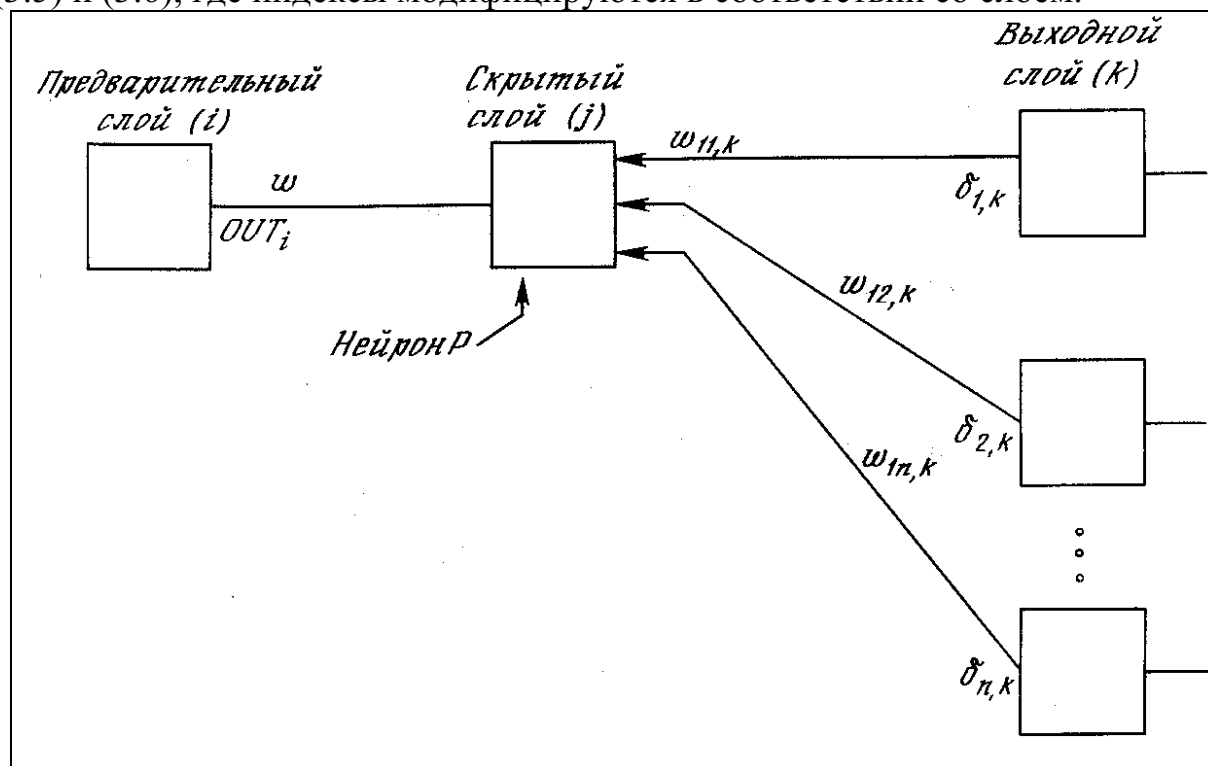 (3.5) и (3.6), где индексы модифицируются в соответствии со слоем.
Предварительный
слой (i)
Скрытый
слой (j)
Выходной
слой (k)
w
OUTi
w11,k
δ1,k
w12,k
Нейрон P
δ2,k
w1n,k
δn,k